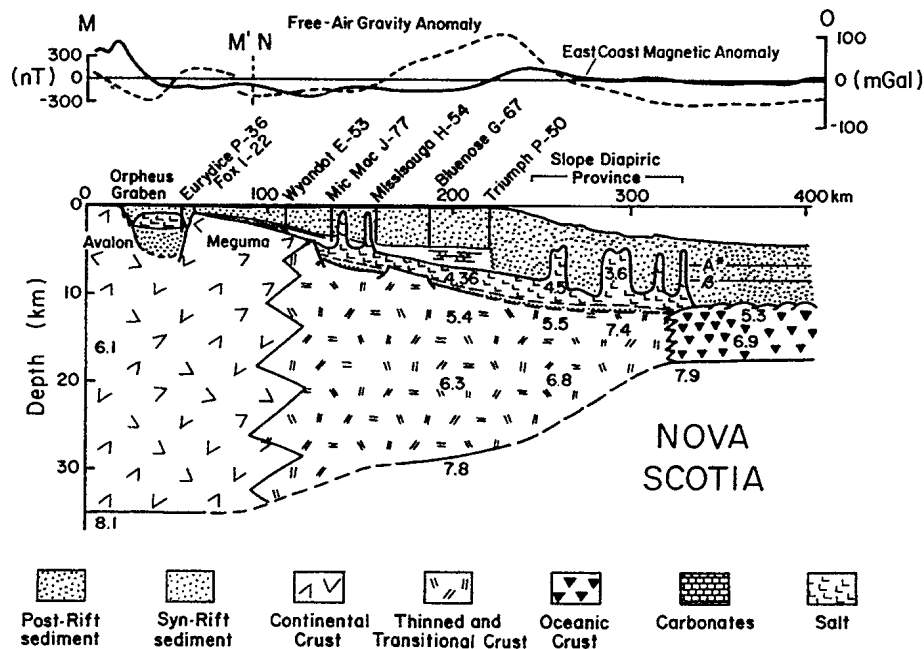 M
M' N
O
Free-Air Gravity Anomaly
East Coast Magnetic Anomaly
300
(nT) 0
-300
100
0 (mGal)
-100
Orpheus
Graben
Eurydice P-36
Fox I-22
Wyandot E-53
Mic Mac J-77
Missisauga H-54
Bluenose G-67
Triumph P-50
Slope Diapiric
Province
0 100 200 300 400 km
Depth (km)
0
10
20
30
Avalon
Meguma
4.36
4.5
3.6
A*
β
5.4
5.5
7.4
5.3
6.9
6.1
6.3
6.8
7.9
7.8
8.1
NOVA
SCOTIA
Post-Rift
sediment
Syn-Rift
sediment
Continental
Crust
Thinned and
Transitional Crust
Oceanic
Crust
Carbonates
Salt